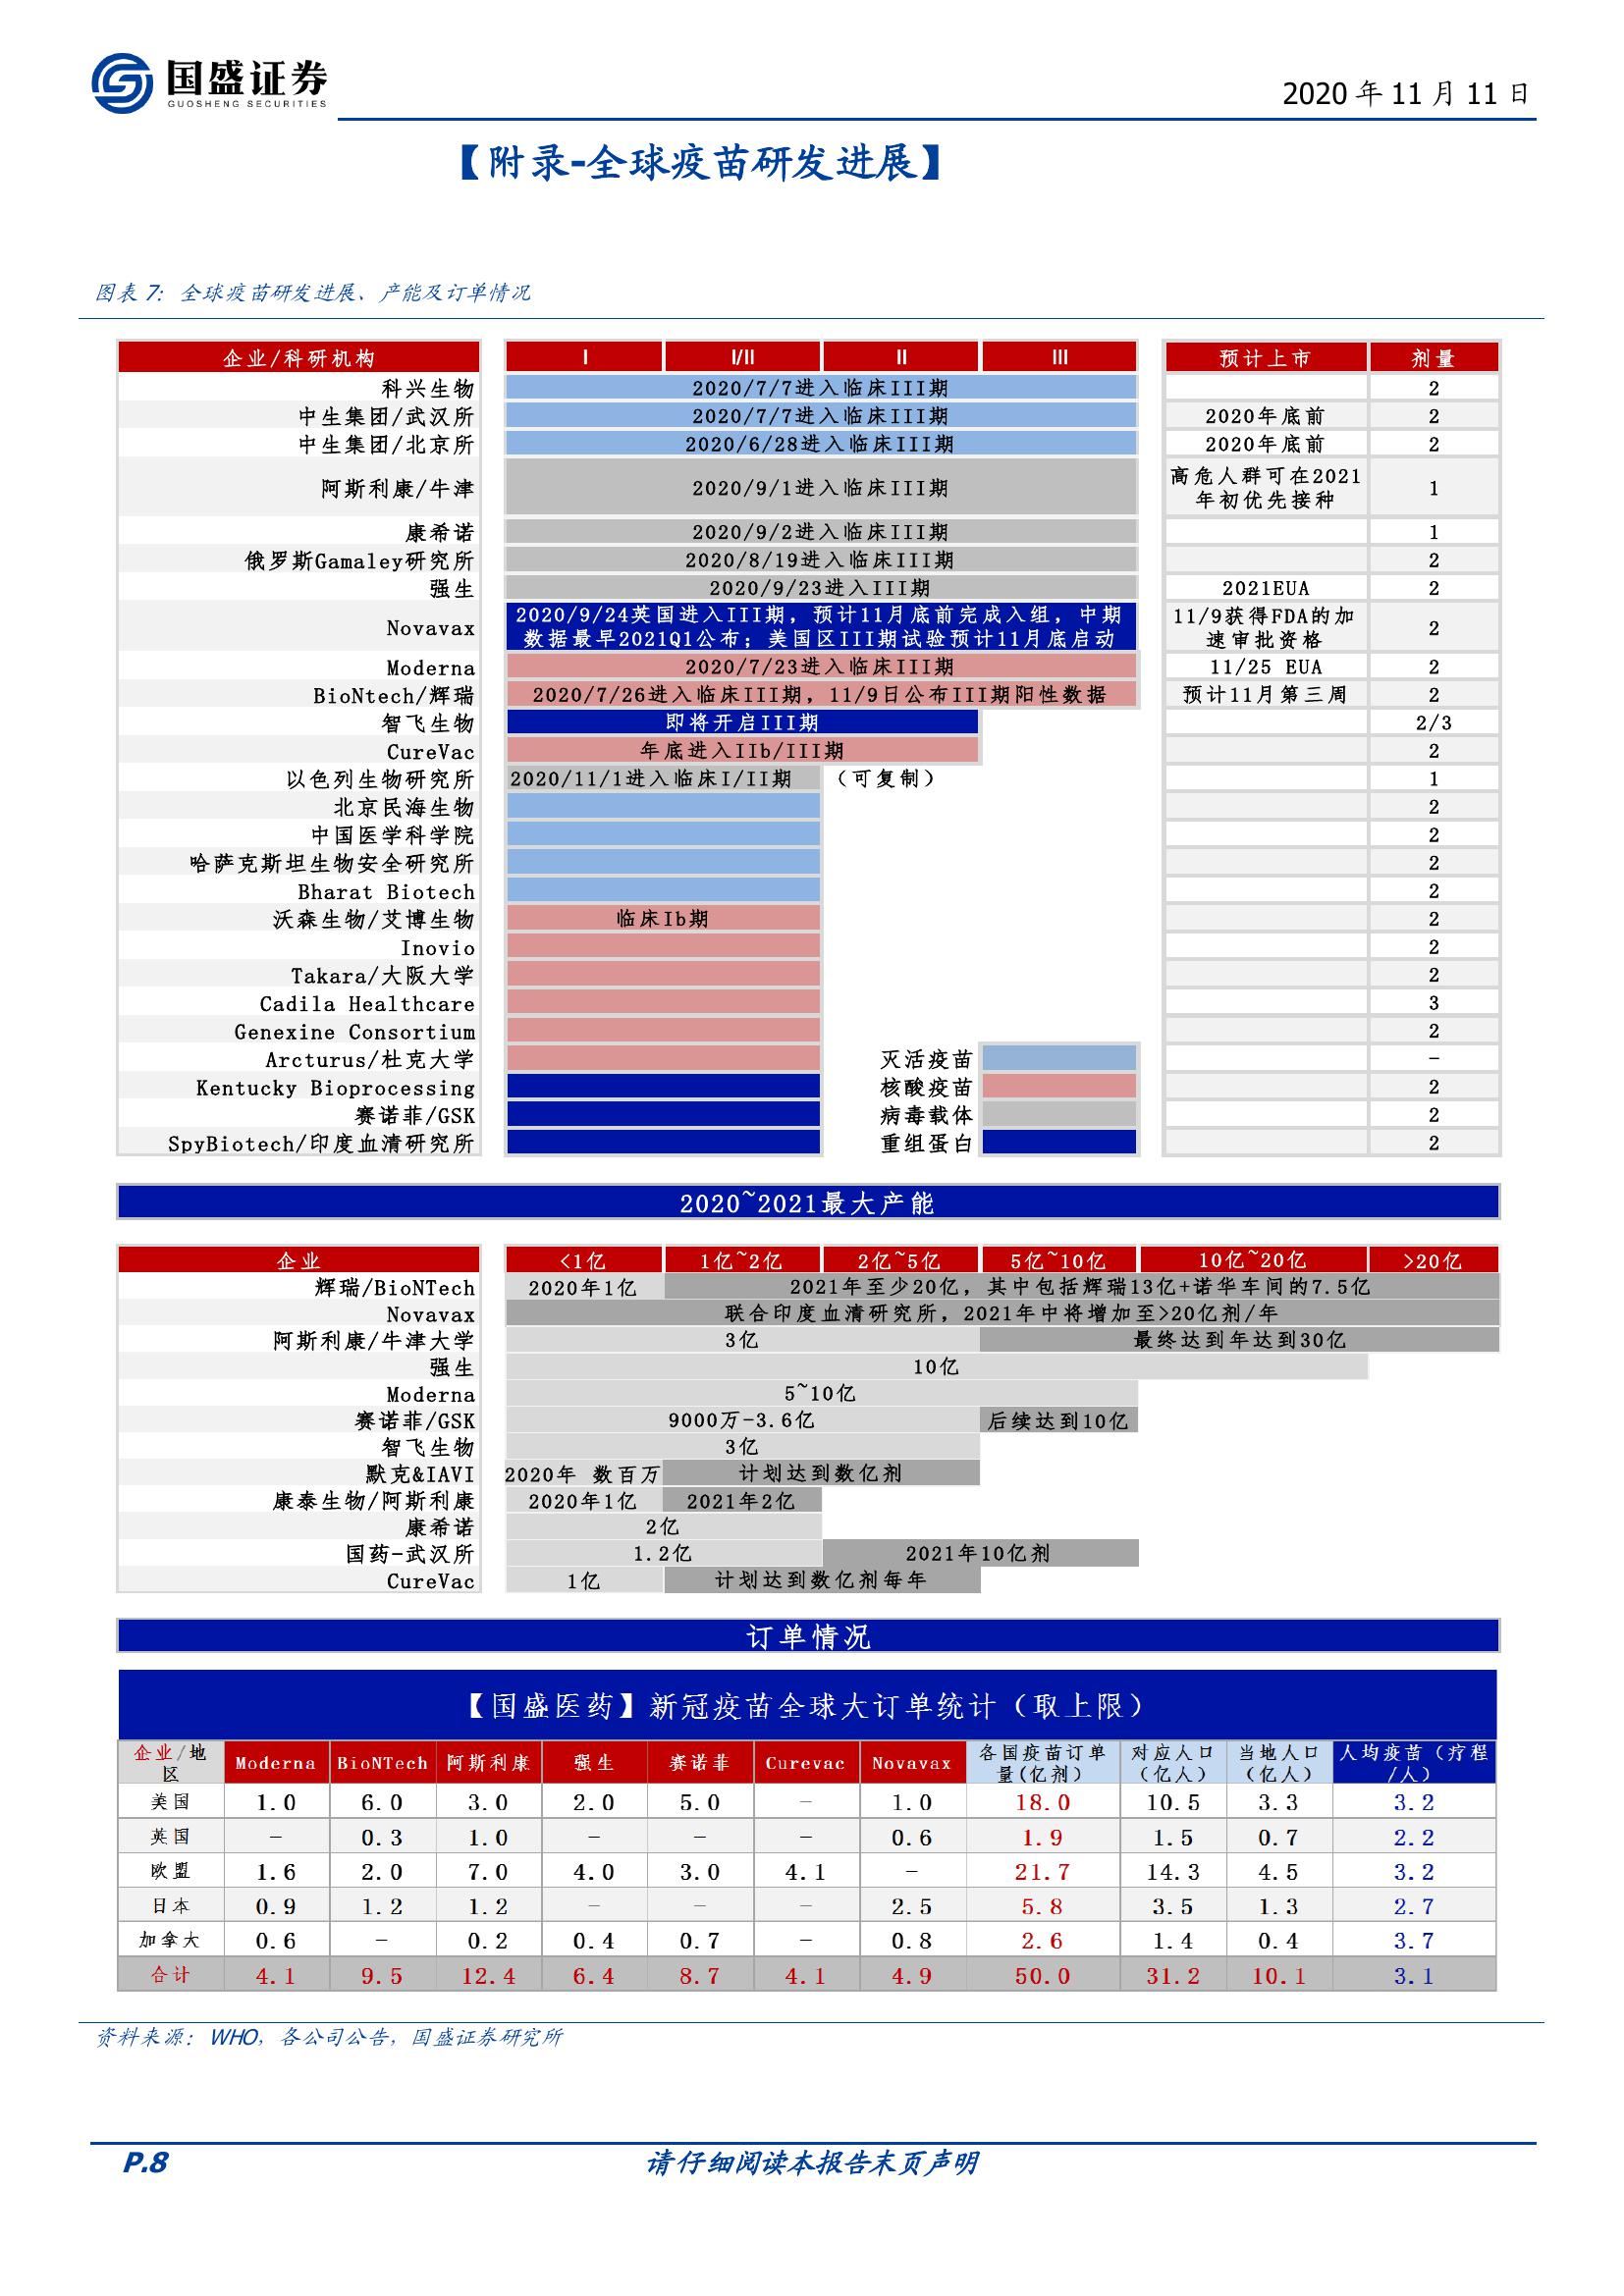 国盛证券
GUOSHENG SECURITIES
2020 年 11 月 11 日
【附录-全球疫苗研发进展】
图表 7: 全球疫苗研发进展、产能及订单情况
企业/科研机构 I I/II II III 预计上市 剂量
科兴生物 2020/7/7进入临床III期 2
中生集团/武汉所 2020/7/7进入临床III期 2020年底前 2
中生集团/北京所 2020/6/28进入临床III期 2020年底前 2
阿斯利康/牛津 2020/9/1进入临床III期 高危人群可在2021 1
年初优先接种
康希诺 2020/9/2进入临床III期 1
俄罗斯Gamaley研究所 2020/8/19进入临床III期 2
强生 2020/9/23进入III期 2021EUA 2
Novavax 2020/9/24英国进入III期，预计11月底前完成入组，中期 11/9获得FDA的加 2
数据最早2021Q1公布；美国区III期试验预计11月底启动 速审批资格
Moderna 2020/7/23进入临床III期 11/25 EUA 2
BioNtech/辉瑞 2020/7/26进入临床III期，11/9日公布III期阳性数据 预计11月第三周 2
智飞生物 即将开启III期 2/3
CureVac 年底进入IIb/III期 2
以色列生物研究所 2020/11/1进入临床I/II期 （可复制） 1
北京民海生物 2
中国医学科学院 2
哈萨克斯坦生物安全研究所 2
Bharat Biotech 2
沃森生物/艾博生物 临床Ib期 2
Inovio 2
Takara/大阪大学 2
Cadila Healthcare 3
Genexine Consortium 2
Arcturus/杜克大学 灭活疫苗 –
Kentucky Bioprocessing 核酸疫苗 2
赛诺菲/GSK 病毒载体 2
SpyBiotech/印度血清研究所 重组蛋白 2
2020~2021最大产能
企业 <1亿 1亿~2亿 2亿~5亿 5亿~10亿 10亿~20亿 >20亿
辉瑞/BioNTech 2020年1亿 2021年至少20亿，其中包括辉瑞13亿+诺华车间的7.5亿
Novavax 联合印度血清研究所，2021年中将增加至>20亿剂/年
阿斯利康/牛津大学 3亿 最终达到年达到30亿
强生 10亿
Moderna 5~10亿
赛诺菲/GSK 9000万-3.6亿 后续达到10亿
智飞生物 3亿
默克&IAVI 2020年 数百万 计划达到数亿剂
康泰生物/阿斯利康 2020年1亿 2021年2亿
康希诺 2亿
国药-武汉所 1.2亿 2021年10亿剂
CureVac 1亿 计划达到数亿剂每年
订单情况
【国盛医药】新冠疫苗全球大订单统计（取上限）
企业/地区 Moderna BioNTech 阿斯利康 强生 赛诺菲 Curevac Novavax 各国疫苗订单量(亿剂) 对应人口（亿人） 当地人口（亿人） 人均疫苗（疗程/人）
美国 1.0 6.0 3.0 2.0 5.0 – 1.0 18.0 10.5 3.3 3.2
英国 – 0.3 1.0 – – – 0.6 1.9 1.5 0.7 2.2
欧盟 1.6 2.0 7.0 4.0 3.0 4.1 – 21.7 14.3 4.5 3.2
日本 0.9 1.2 1.2 – – – 2.5 5.8 3.5 1.3 2.7
加拿大 0.6 – 0.2 0.4 0.7 – 0.8 2.6 1.4 0.4 3.7
合计 4.1 9.5 12.4 6.4 8.7 4.1 4.9 50.0 31.2 10.1 3.1
资料来源: WHO，各公司公告，国盛证券研究所
P.8 请仔细阅读本报告末页声明